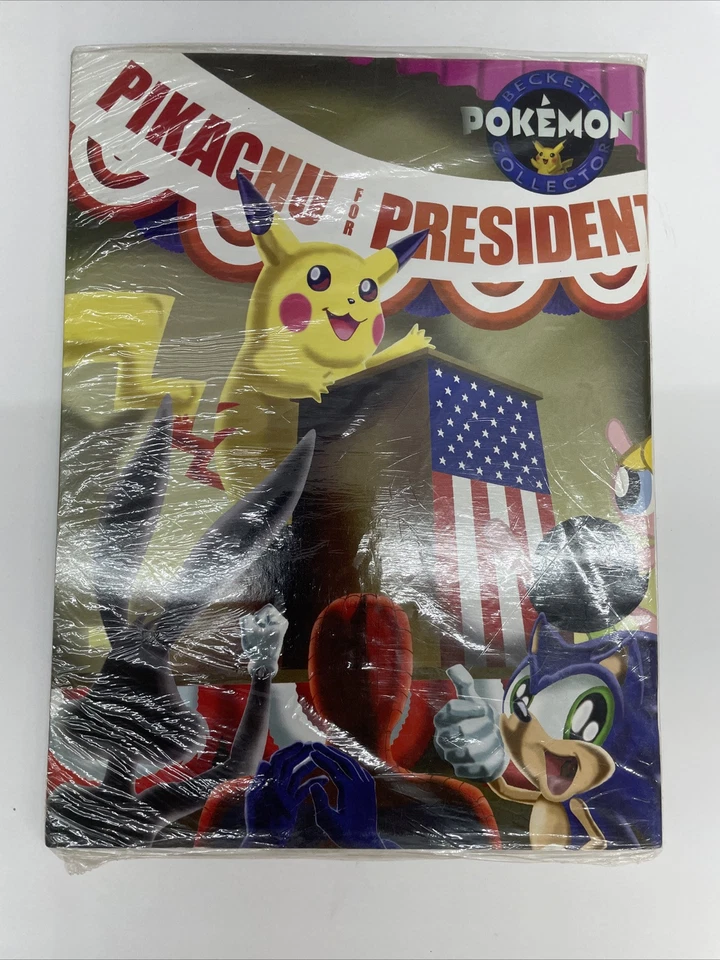 BECKETT
POKÉMON
COLLECTOR
PIKACHU FOR PRESIDENT